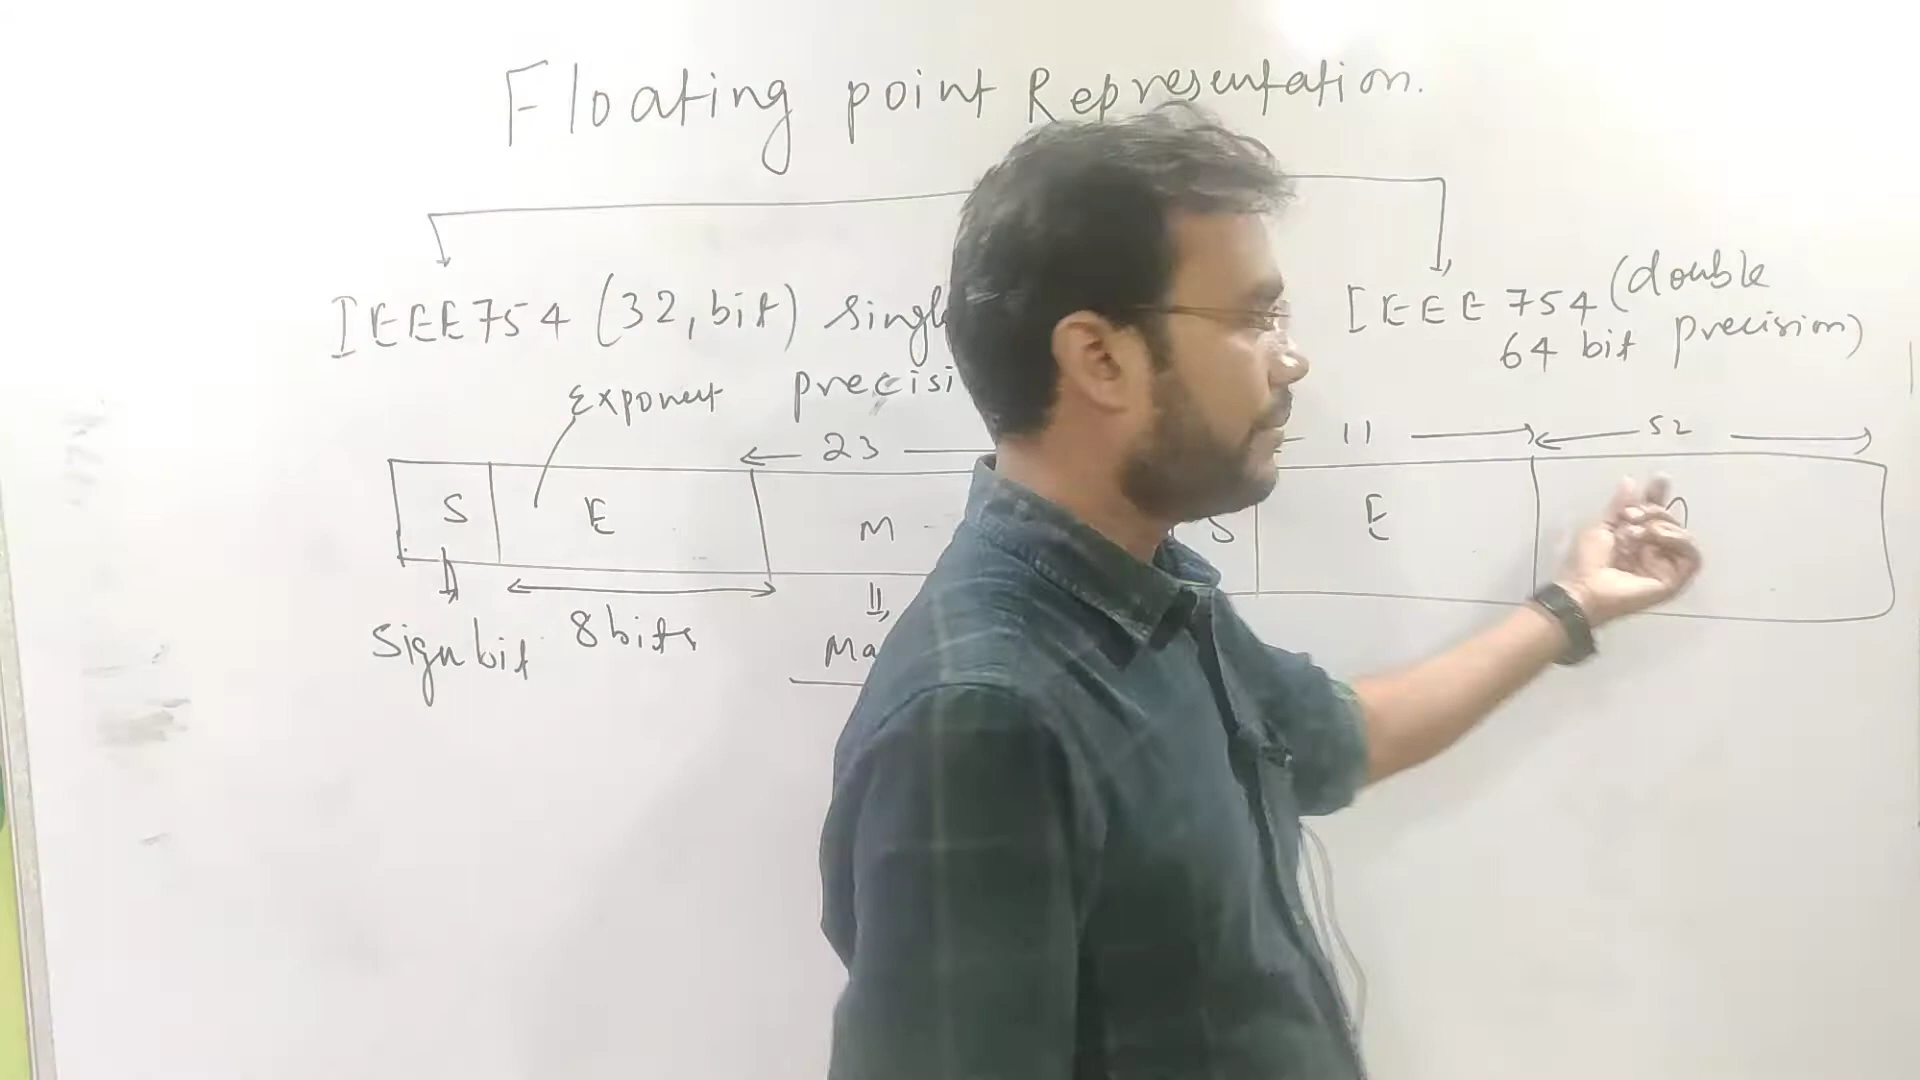 Floating point Representation.
IEEE754 (32, bit) single
precisi
IEEE 754 (double
64 bit precision)
Exponent
23
11
52
S
E
M
S
E
Sign bit
8 bits
Ma